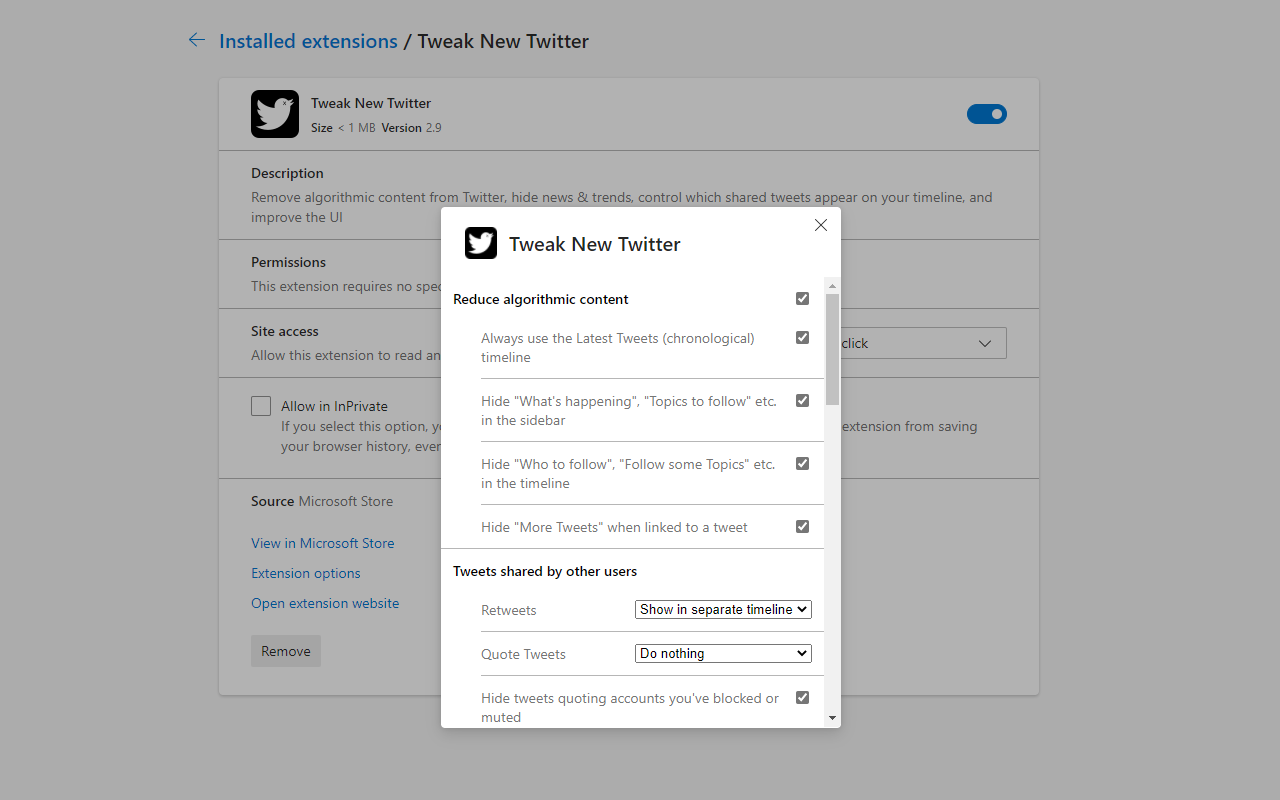 Installed extensions / Tweak New Twitter
Tweak New Twitter
Size < 1 MB Version 2.9
Description
Remove algorithmic content from Twitter, hide news & trends, control which shared tweets appear on your timeline, and
improve the UI
Permissions
This extension requires no spec
Site access
Allow this extension to read an
click
Allow in InPrivate
If you select this option, yo
extension from saving
your browser history, ever
Source Microsoft Store
View in Microsoft Store
Extension options
Open extension website
Remove
Tweak New Twitter
Reduce algorithmic content
Always use the Latest Tweets (chronological)
timeline
Hide "What's happening", "Topics to follow" etc.
in the sidebar
Hide "Who to follow", "Follow some Topics" etc.
in the timeline
Hide "More Tweets" when linked to a tweet
Tweets shared by other users
Retweets Show in separate timeline
Quote Tweets Do nothing
Hide tweets quoting accounts you've blocked or
muted